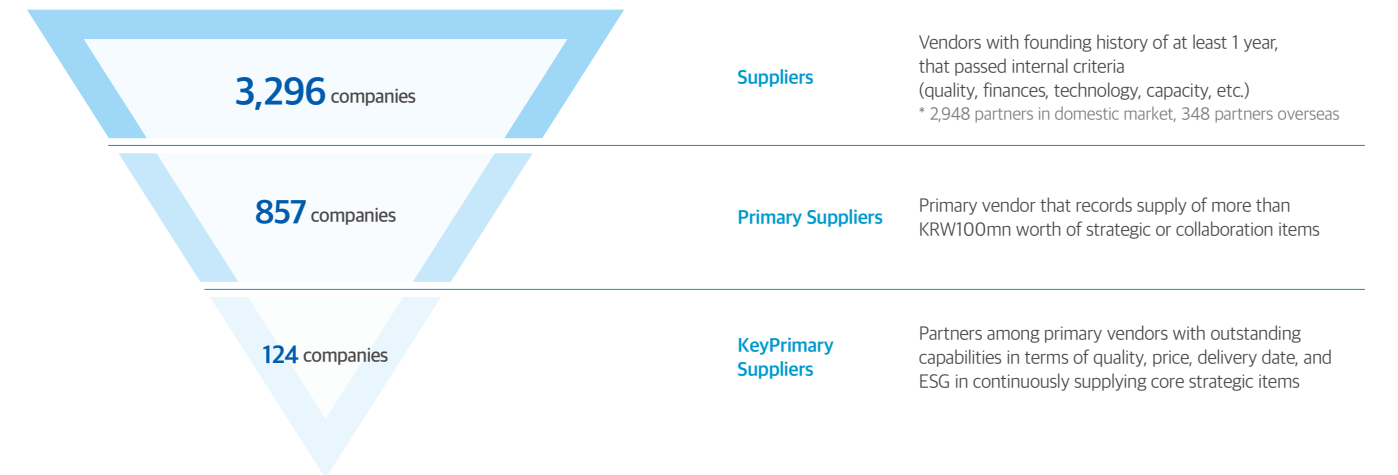 3,296 companies
Suppliers
Vendors with founding history of at least 1 year,
that passed internal criteria
(quality, finances, technology, capacity, etc.)
* 2,948 partners in domestic market, 348 partners overseas
857 companies
Primary Suppliers
Primary vendor that records supply of more than
KRW100mn worth of strategic or collaboration items
124 companies
KeyPrimary
Suppliers
Partners among primary vendors with outstanding
capabilities in terms of quality, price, delivery date, and
ESG in continuously supplying core strategic items